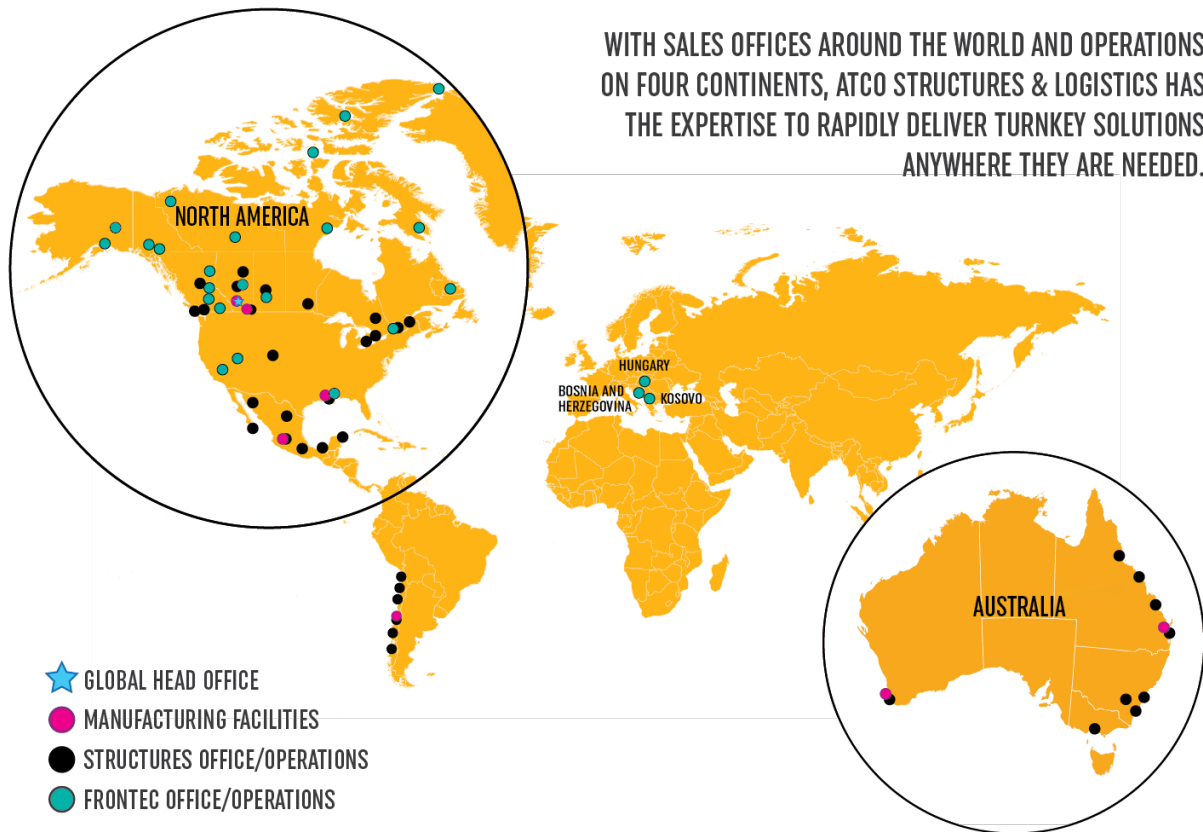 WITH SALES OFFICES AROUND THE WORLD AND OPERATIONS
ON FOUR CONTINENTS, ATCO STRUCTURES & LOGISTICS HAS
THE EXPERTISE TO RAPIDLY DELIVER TURNKEY SOLUTIONS
ANYWHERE THEY ARE NEEDED.
NORTH AMERICA
HUNGARY
BOSNIA AND
HERZEGOVINA
KOSOVO
AUSTRALIA
GLOBAL HEAD OFFICE
MANUFACTURING FACILITIES
STRUCTURES OFFICE/OPERATIONS
FRONTEC OFFICE/OPERATIONS